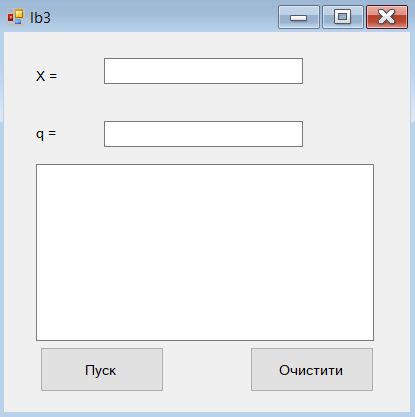 lb3
X =
q =
Пуск
Очистити